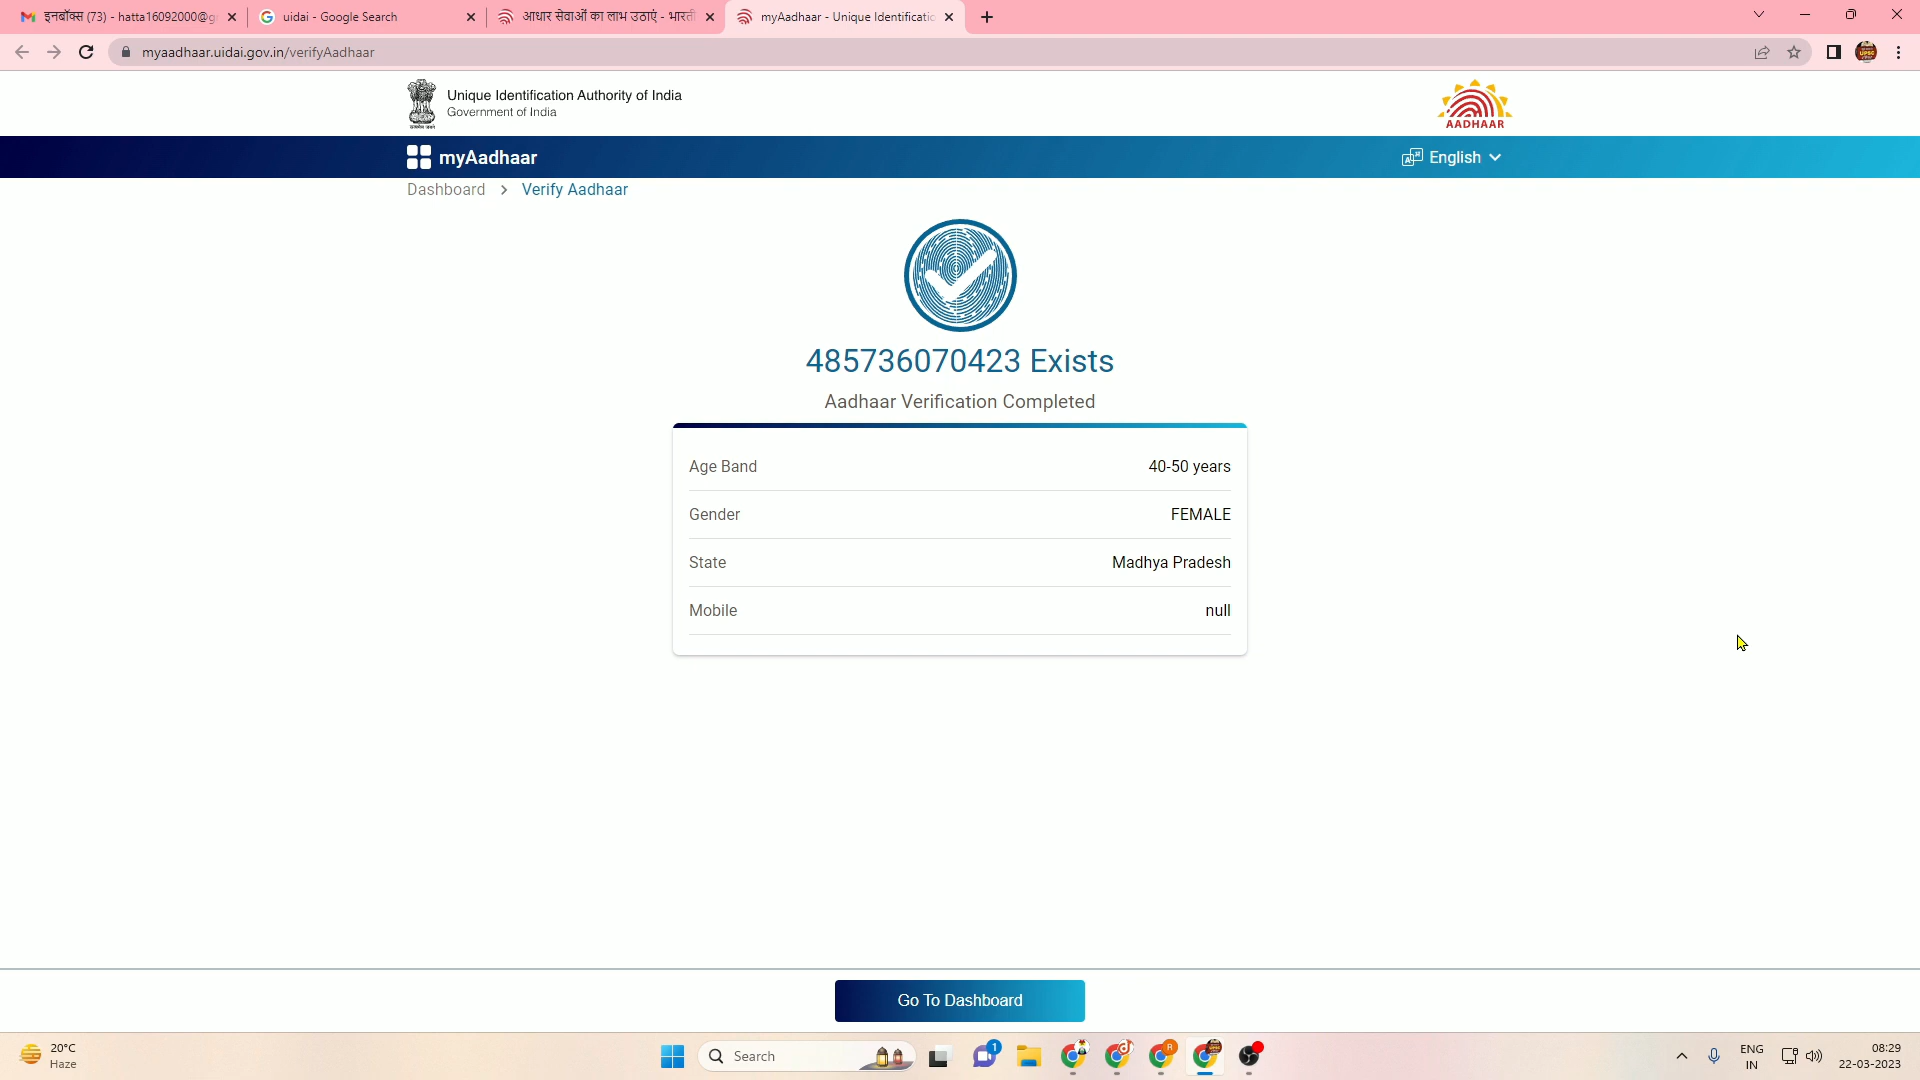 इनबॉक्स (73) - hatta16092000@g
uidai - Google Search
आधार सेवाओं का लाभ उठाएं - भारती
myAadhaar - Unique Identificatio
myaadhaar.uidai.gov.in/verifyAadhaar
Unique Identification Authority of India
Government of India
AADHAAR
myAadhaar
English
Dashboard > Verify Aadhaar
485736070423 Exists
Aadhaar Verification Completed
Age Band 40-50 years
Gender FEMALE
State Madhya Pradesh
Mobile null
Go To Dashboard
20°C
Haze
Search
1
R
ENG
IN
08:29
22-03-2023